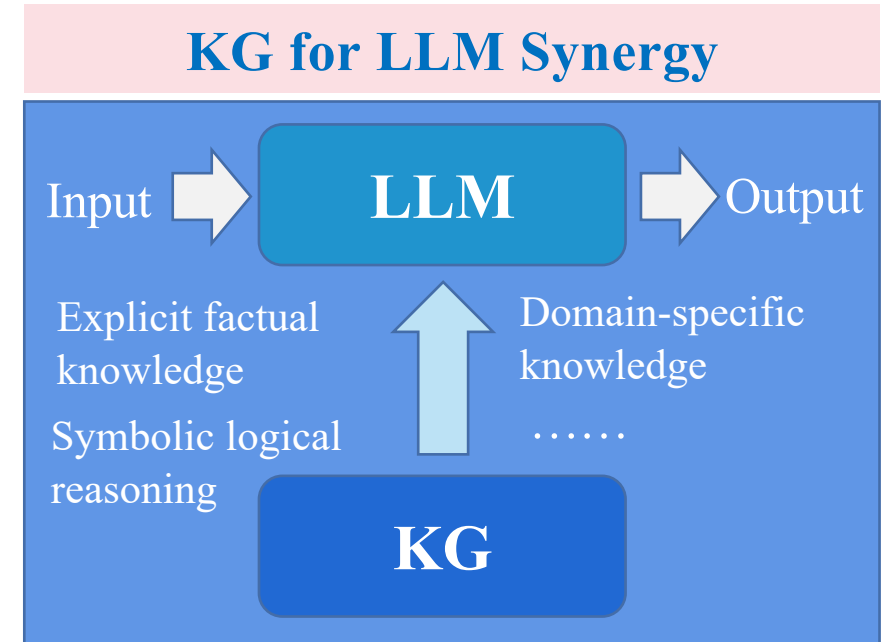 KG for LLM Synergy
Input
LLM
Output
Explicit factual
knowledge
Symbolic logical
reasoning
Domain-specific
knowledge
……
KG